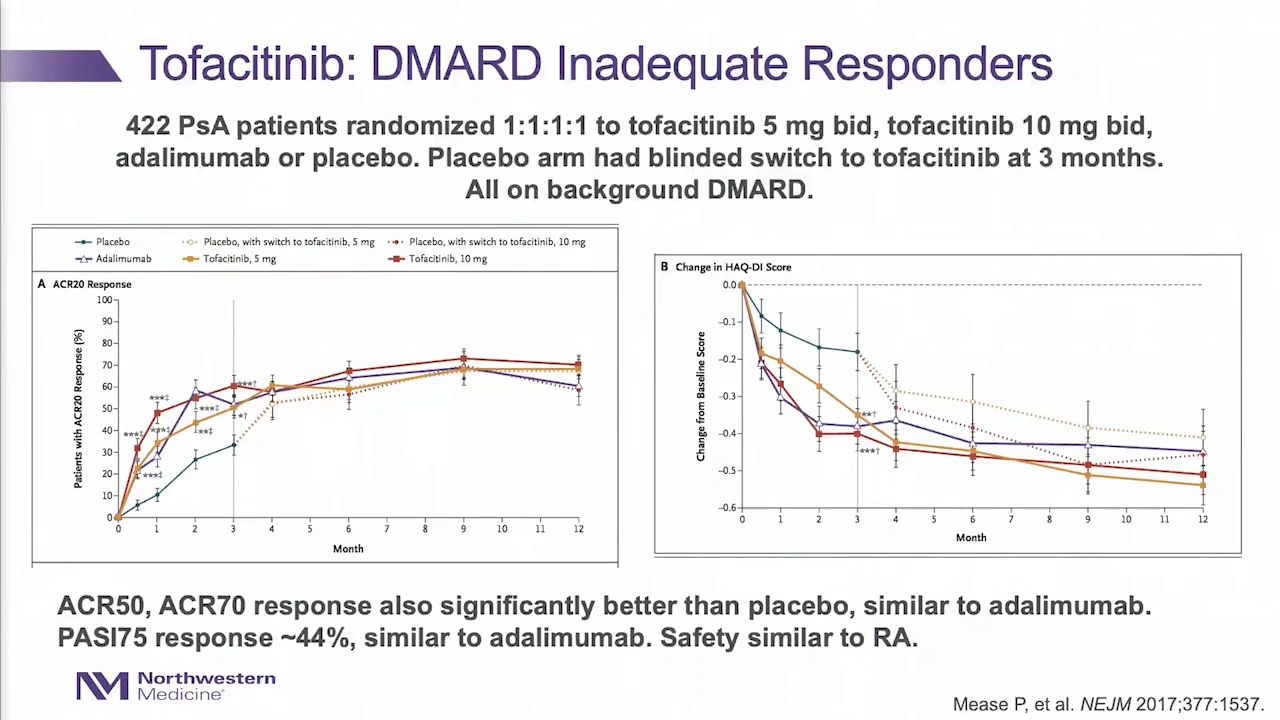 Tofacitinib: DMARD Inadequate Responders
422 PsA patients randomized 1:1:1:1 to tofacitinib 5 mg bid, tofacitinib 10 mg bid,
adalimumab or placebo. Placebo arm had blinded switch to tofacitinib at 3 months.
All on background DMARD.
Placebo
Placebo, with switch to tofacitinib, 5 mg
Placebo, with switch to tofacitinib, 10 mg
Adalimumab
Tofacitinib, 5 mg
Tofacitinib, 10 mg
A ACR20 Response
Patients with ACR20 Response (%)
100
90
80
70
60
50
40
30
20
10
0
***‡
***‡
***‡
***‡
***‡
**‡
***†
*†
0 1 2 3 4 5 6 7 8 9 10 11 12
Month
B Change in HAQ-DI Score
Change from Baseline Score
0.0
−0.1
−0.2
−0.3
−0.4
−0.5
−0.6
**†
***†
0 1 2 3 4 5 6 7 8 9 10 11 12
Month
ACR50, ACR70 response also significantly better than placebo, similar to adalimumab.
PASI75 response ~44%, similar to adalimumab. Safety similar to RA.
Northwestern
Medicine®
Mease P, et al. NEJM 2017;377:1537.